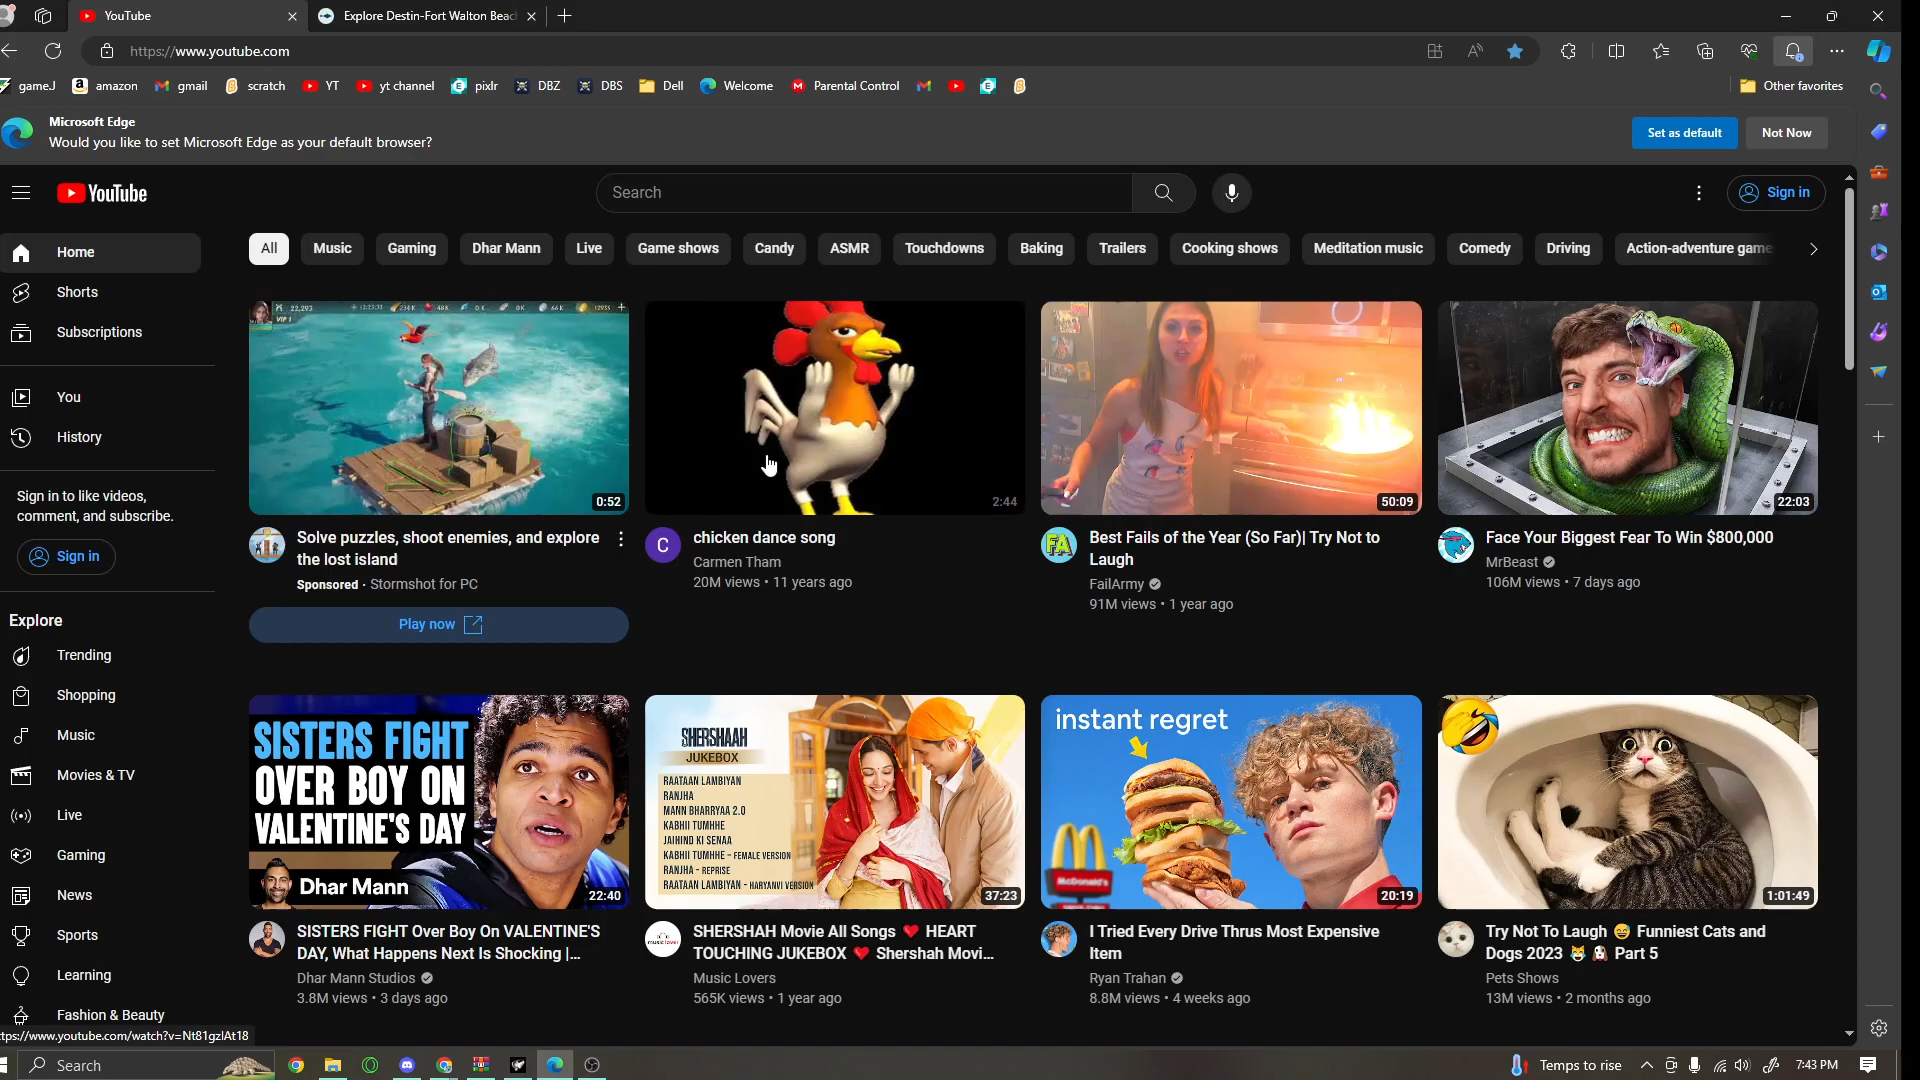 YouTube
Explore Destin-Fort Walton Beac
https://www.youtube.com
gameJ
amazon
gmail
scratch
YT
yt channel
pixlr
DBZ
DBS
Dell
Welcome
Parental Control
Other favorites
Microsoft Edge
Would you like to set Microsoft Edge as your default browser?
Set as default
Not Now
YouTube
Search
Sign in
Home
Shorts
Subscriptions
You
History
Sign in to like videos,
comment, and subscribe.
Sign in
Explore
Trending
Shopping
Music
Movies & TV
Live
Gaming
News
Sports
Learning
Fashion & Beauty
All
Music
Gaming
Dhar Mann
Live
Game shows
Candy
ASMR
Touchdowns
Baking
Trailers
Cooking shows
Meditation music
Comedy
Driving
Action-adventure game
22,293
VIP 1
0:52
Solve puzzles, shoot enemies, and explore
the lost island
Sponsored · Stormshot for PC
Play now
2:44
C
chicken dance song
Carmen Tham
20M views • 11 years ago
50:09
FA
Best Fails of the Year (So Far)| Try Not to
Laugh
FailArmy
91M views • 1 year ago
22:03
Face Your Biggest Fear To Win $800,000
MrBeast
106M views • 7 days ago
SISTERS FIGHT
OVER BOY ON
VALENTINE'S DAY
Dhar Mann
22:40
SISTERS FIGHT Over Boy On VALENTINE'S
DAY, What Happens Next Is Shocking |...
Dhar Mann Studios
3.8M views • 3 days ago
SHERSHAAH
JUKEBOX
RAATAAN LAMBIYAN
RANJHA
MANN BHARRYAA 2.0
KABHII TUMHHE
JAIHIND KI SENAA
KABHII TUMHHE - FEMALE VERSION
RANJHA - REPRISE
RAATAAN LAMBIYAN - HARYANVI VERSION
37:23
music lover
SHERSHAH Movie All Songs ❤️ HEART
TOUCHING JUKEBOX ❤️ Shershah Movi...
Music Lovers
565K views • 1 year ago
instant regret
McDonald's
20:19
I Tried Every Drive Thrus Most Expensive
Item
Ryan Trahan
8.8M views • 4 weeks ago
1:01:49
Try Not To Laugh 😅 Funniest Cats and
Dogs 2023 😹 🐶 Part 5
Pets Shows
13M views • 2 months ago
tps://www.youtube.com/watch?v=Nt81gzlAt18
Search
Temps to rise
7:43 PM